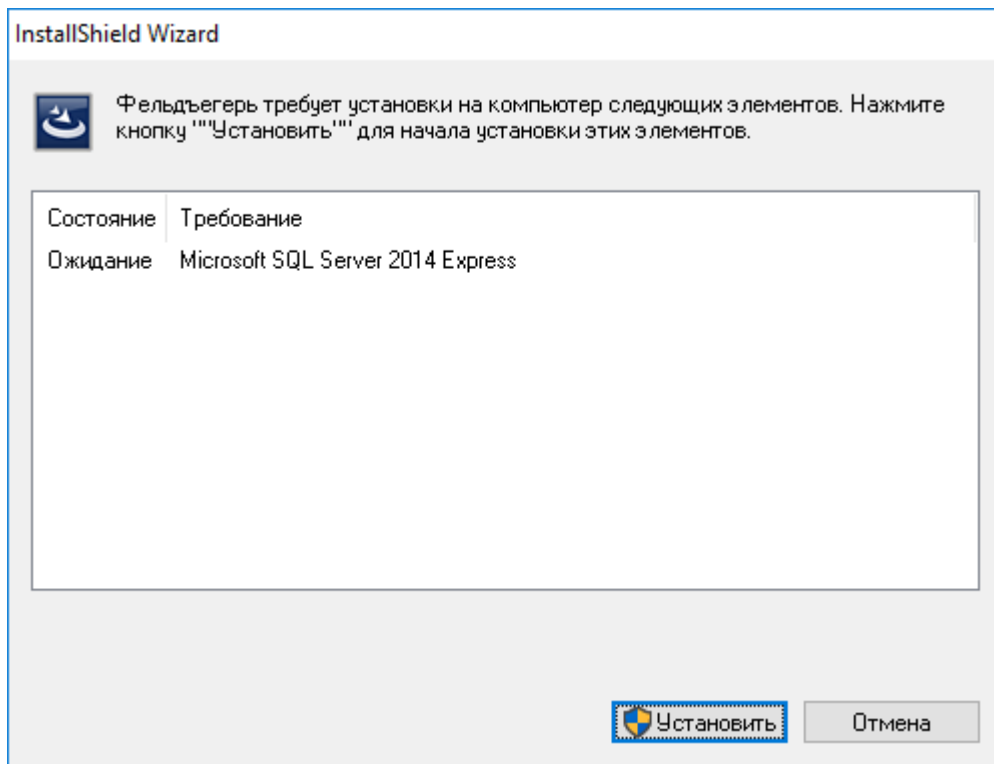 InstallShield Wizard
Фельдъегерь требует установки на компьютер следующих элементов. Нажмите
кнопку ""Установить"" для начала установки этих элементов.
Состояние Требование
Ожидание Microsoft SQL Server 2014 Express
Установить Отмена